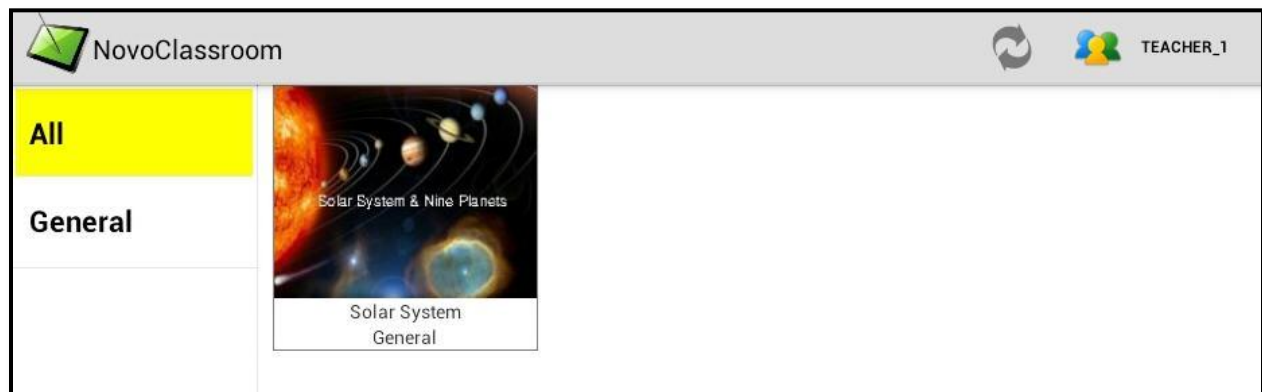 NovoClassroom
TEACHER_1
All
General
Solar System & Nine Planets
Solar System
General